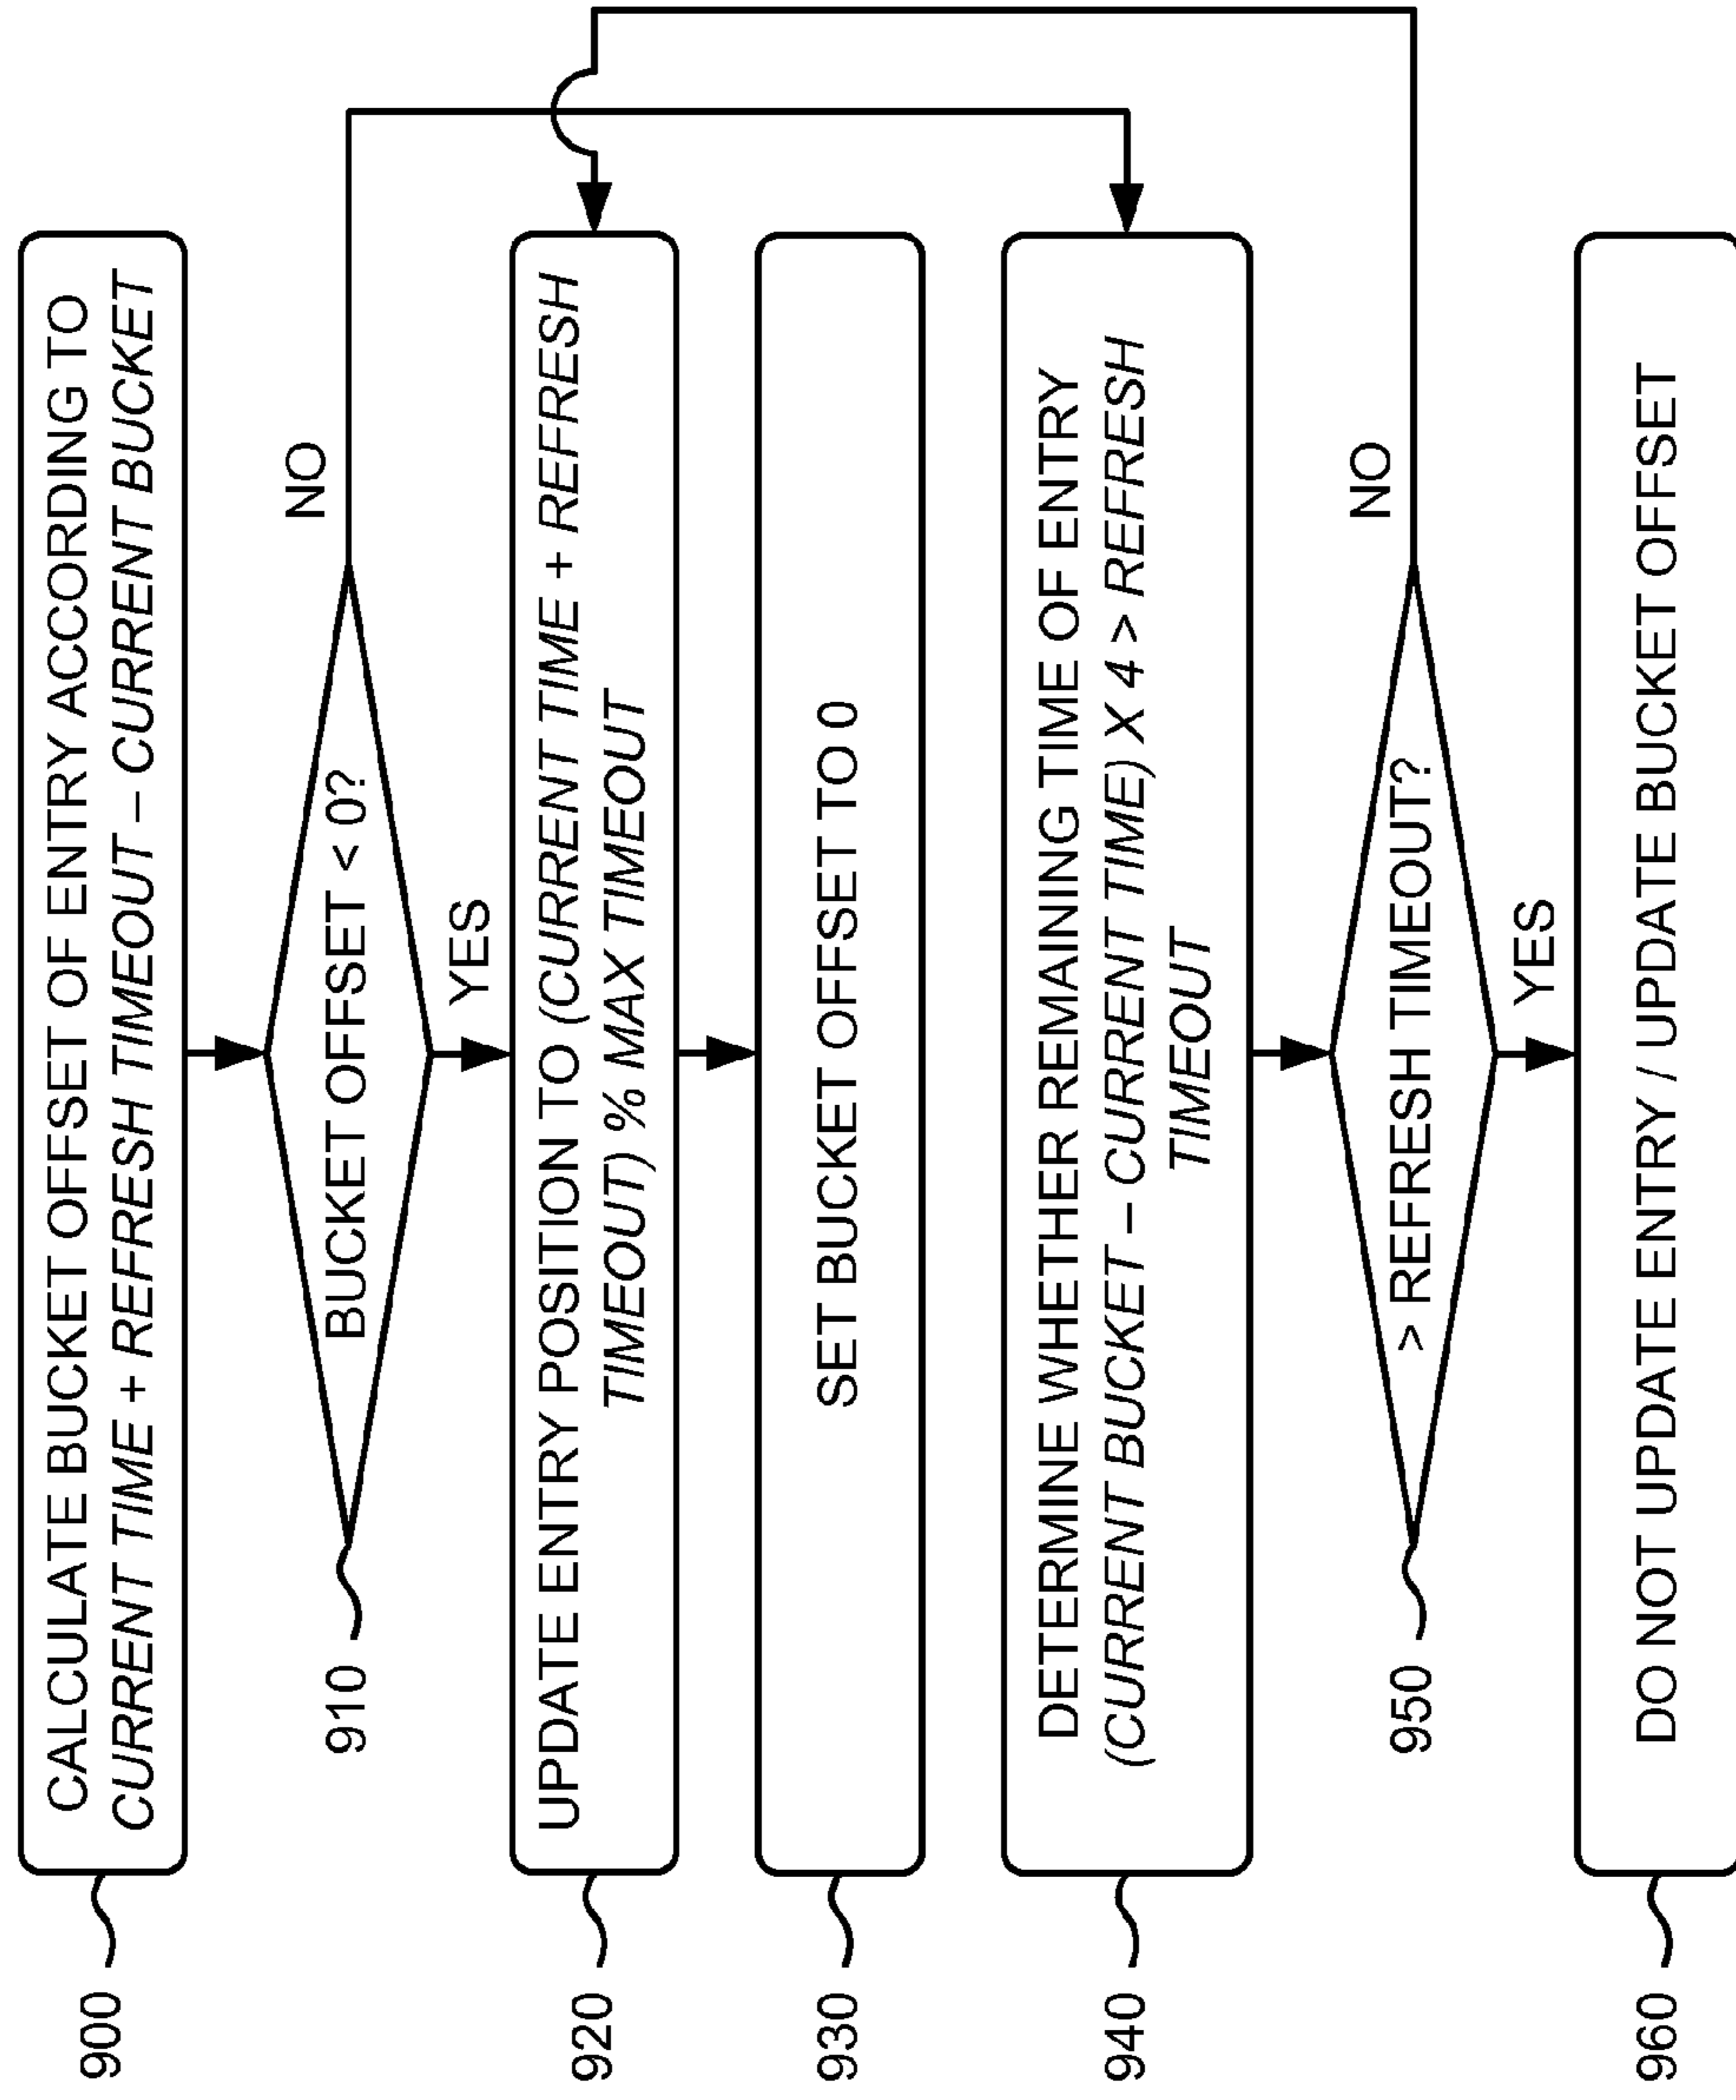 900
CALCULATE BUCKET OFFSET OF ENTRY ACCORDING TO
CURRENT TIME + REFRESH TIMEOUT – CURRENT BUCKET
910
BUCKET OFFSET < 0?
NO
YES
920
UPDATE ENTRY POSITION TO (CURRENT TIME + REFRESH
TIMEOUT) % MAX TIMEOUT
930
SET BUCKET OFFSET TO 0
940
DETERMINE WHETHER REMAINING TIME OF ENTRY
(CURRENT BUCKET – CURRENT TIME) X 4 > REFRESH
TIMEOUT
950
> REFRESH TIMEOUT?
NO
YES
960
DO NOT UPDATE ENTRY / UPDATE BUCKET OFFSET